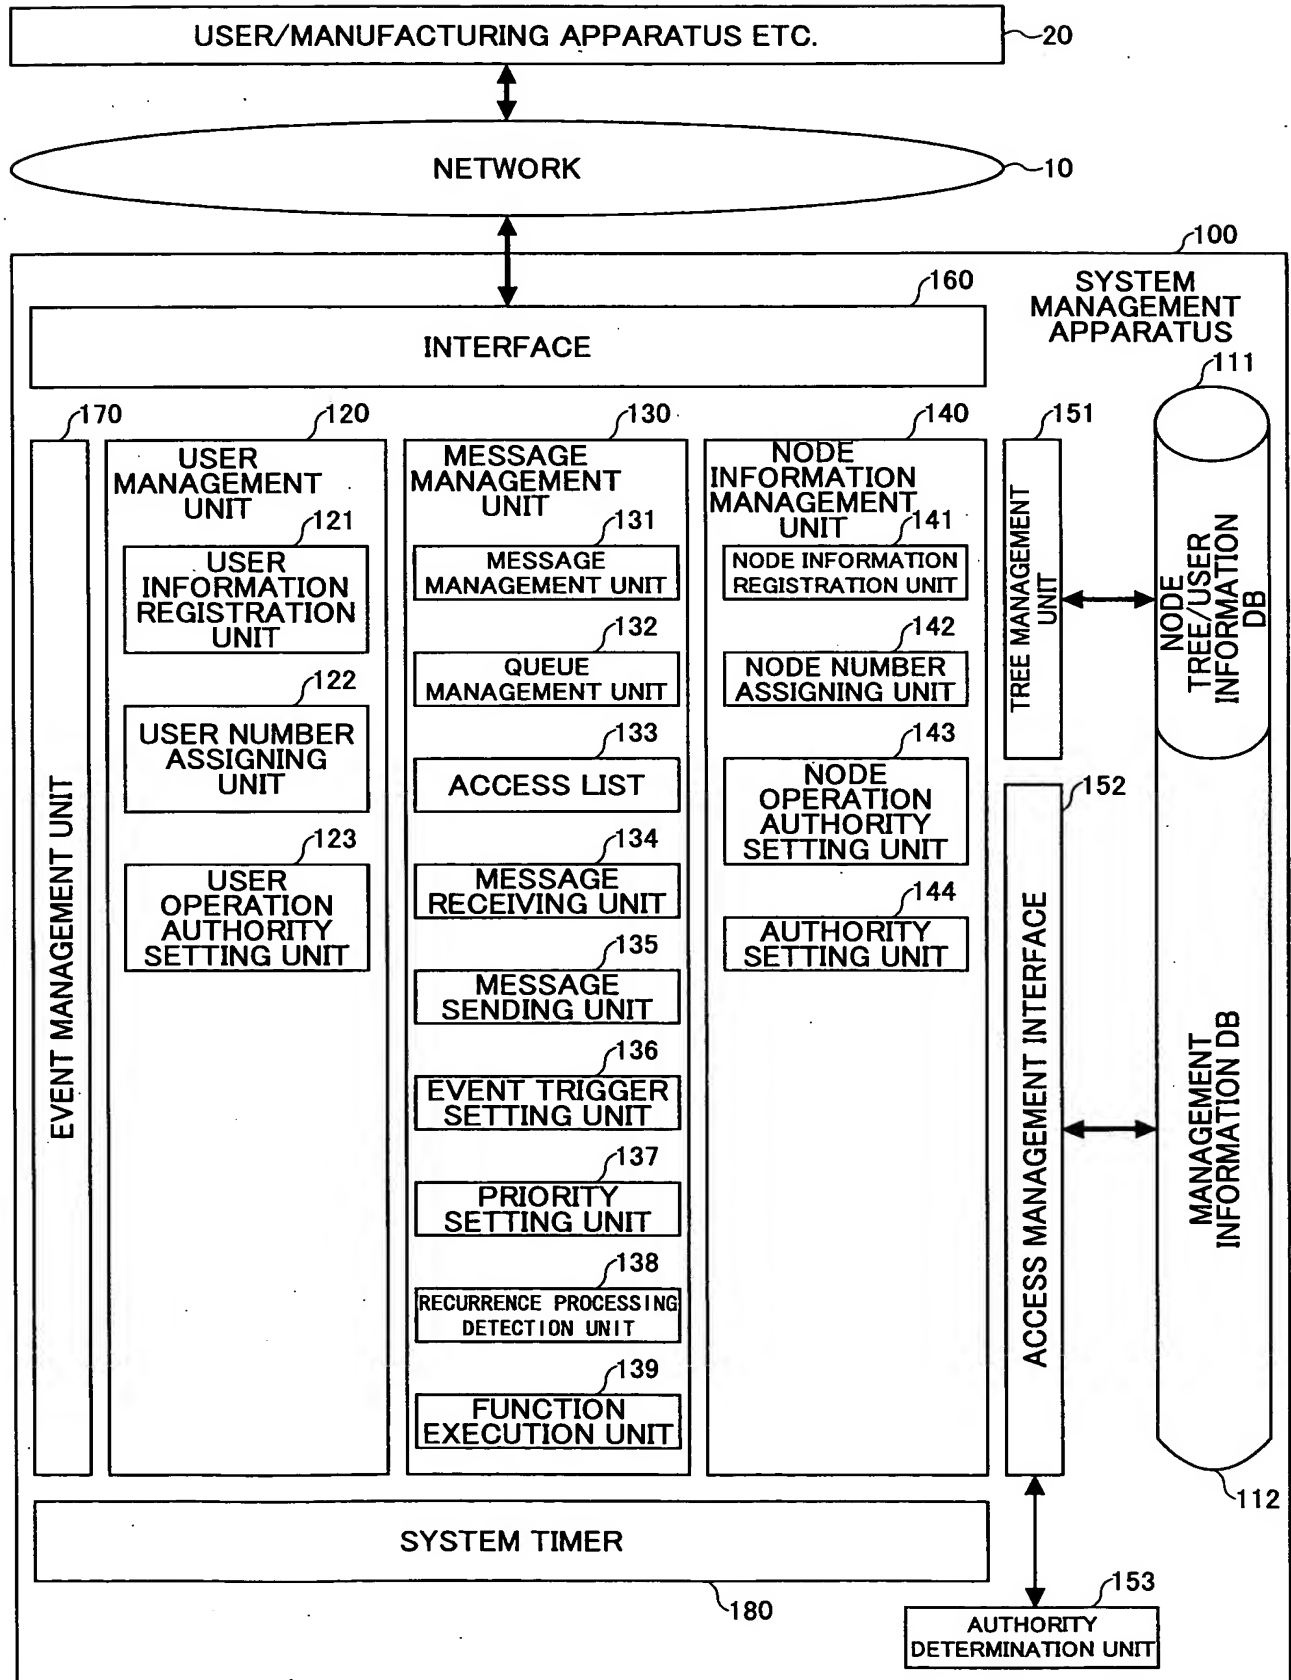 USER/MANUFACTURING APPARATUS ETC.
20
NETWORK
10
100
SYSTEM
MANAGEMENT
APPARATUS
160
INTERFACE
111
170
120
130
140
151
USER
MANAGEMENT
UNIT
121
USER
INFORMATION
REGISTRATION
UNIT
122
USER NUMBER
ASSIGNING
UNIT
123
USER
OPERATION
AUTHORITY
SETTING UNIT
MESSAGE
MANAGEMENT
UNIT
131
MESSAGE
MANAGEMENT UNIT
132
QUEUE
MANAGEMENT UNIT
133
ACCESS LIST
134
MESSAGE
RECEIVING UNIT
135
MESSAGE
SENDING UNIT
136
EVENT TRIGGER
SETTING UNIT
137
PRIORITY
SETTING UNIT
138
RECURRENCE PROCESSING
DETECTION UNIT
139
FUNCTION
EXECUTION UNIT
NODE
INFORMATION
MANAGEMENT
UNIT
141
NODE INFORMATION
REGISTRATION UNIT
142
NODE NUMBER
ASSIGNING UNIT
143
NODE
OPERATION
AUTHORITY
SETTING UNIT
144
AUTHORITY
SETTING UNIT
EVENT MANAGEMENT UNIT
TREE MANAGEMENT
UNIT
NODE
TREE/USER
INFORMATION
DB
152
ACCESS MANAGEMENT INTERFACE
MANAGEMENT
INFORMATION DB
112
SYSTEM TIMER
180
153
AUTHORITY
DETERMINATION UNIT